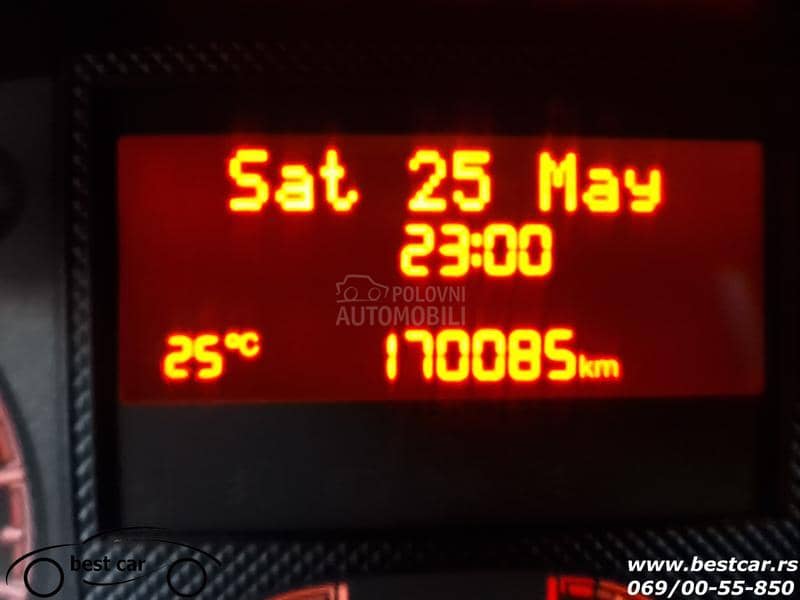 Sat 25 May
23:00
POLOVNI
AUTOMOBILI
25°C 170085km
best car
www.bestcar.rs
069/00-55-850